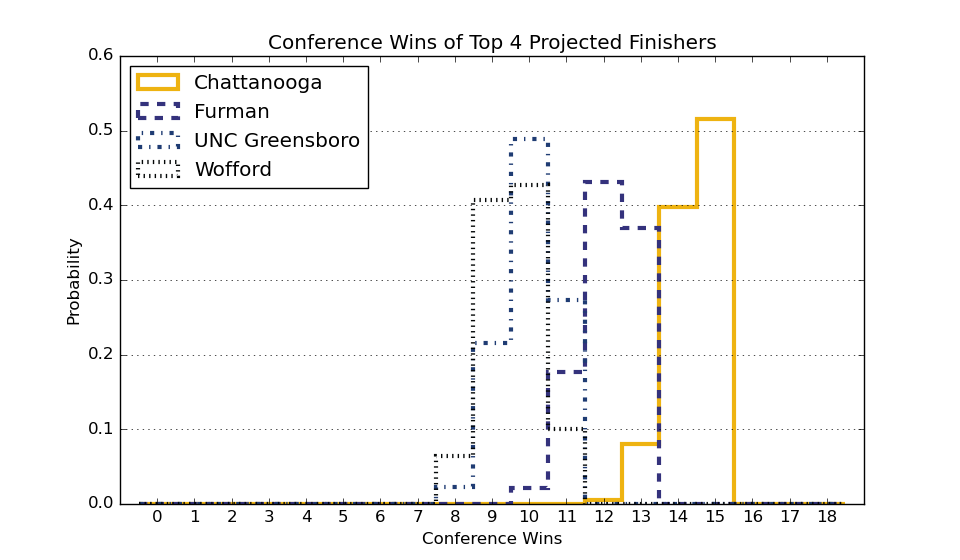 Conference Wins of Top 4 Projected Finishers
0.6
0.5
0.4
0.3
0.2
0.1
0.0
Probability
Chattanooga
Furman
UNC Greensboro
Wofford
0 1 2 3 4 5 6 7 8 9 10 11 12 13 14 15 16 17 18
Conference Wins